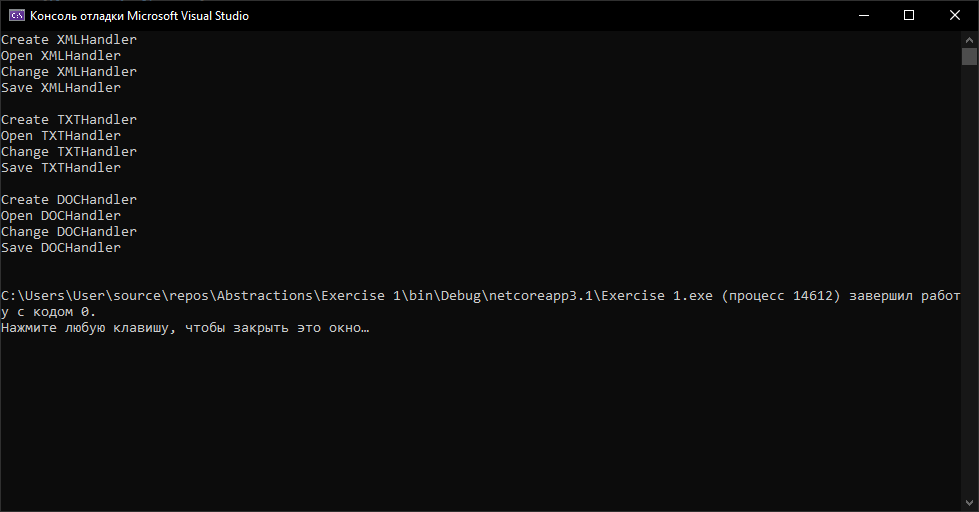 Консоль отладки Microsoft Visual Studio
Create XMLHandler
Open XMLHandler
Change XMLHandler
Save XMLHandler
Create TXTHandler
Open TXTHandler
Change TXTHandler
Save TXTHandler
Create DOCHandler
Open DOCHandler
Change DOCHandler
Save DOCHandler
C:\Users\User\source\repos\Abstractions\Exercise 1\bin\Debug\netcoreapp3.1\Exercise 1.exe (процесс 14612) завершил работ
у с кодом 0.
Нажмите любую клавишу, чтобы закрыть это окно…